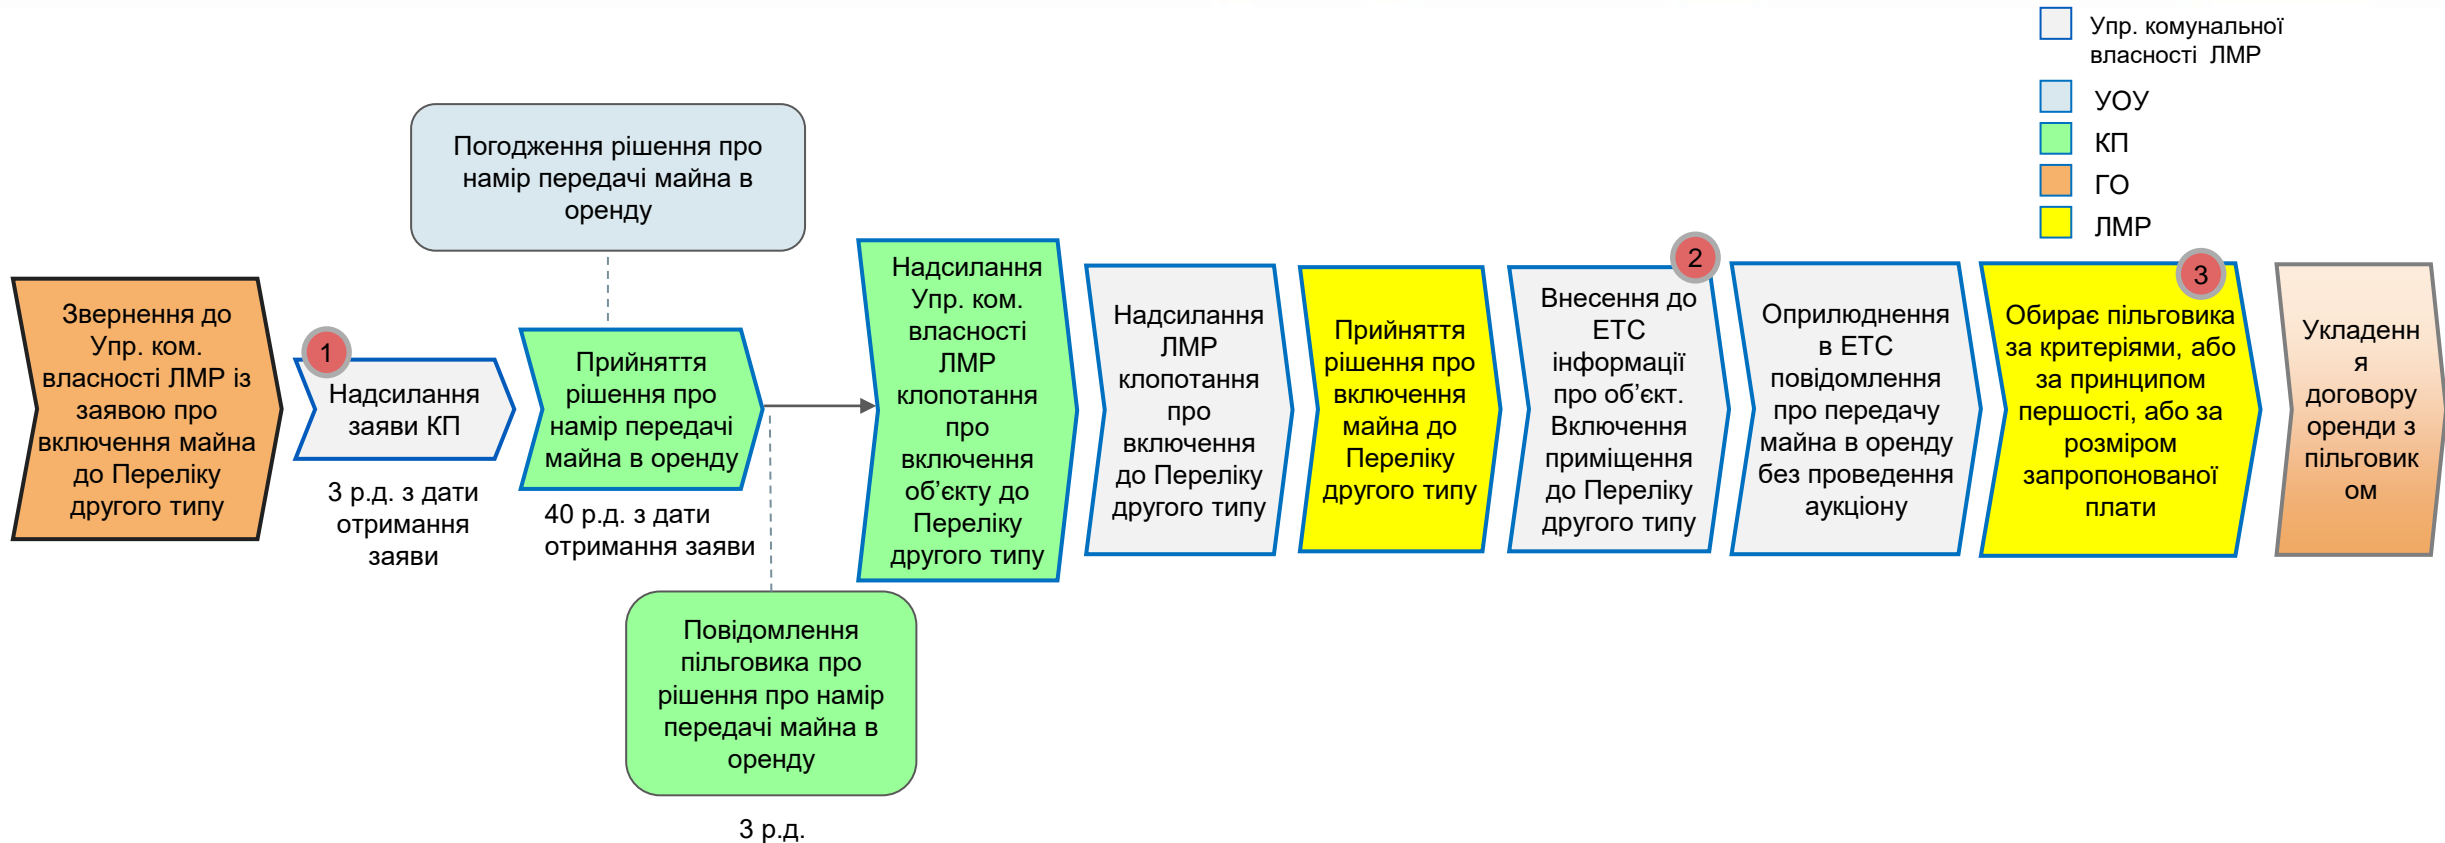 Упр. комунальної
власності ЛМР
УОУ
КП
ГО
ЛМР
Погодження рішення про
намір передачі майна в
оренду
Звернення до
Упр. ком.
власності ЛМР із
заявою про
включення майна
до Переліку
другого типу
1
Надсилання
заяви КП
3 р.д. з дати
отримання
заяви
Прийняття
рішення про
намір передачі
майна в оренду
40 р.д. з дати
отримання заяви
Повідомлення
пільговика про
рішення про намір
передачі майна в
оренду
3 р.д.
Надсилання
Упр. ком.
власності
ЛМР
клопотання
про
включення
об’єкту до
Переліку
другого типу
Надсилання
ЛМР
клопотання
про
включення
до Переліку
другого типу
Прийняття
рішення про
включення
майна до
Переліку
другого типу
2
Внесення до
ЕТС
інформації
про об’єкт.
Включення
приміщення
до Переліку
другого типу
Оприлюднення
в ЕТС
повідомлення
про передачу
майна в оренду
без проведення
аукціону
3
Обирає пільговика
за критеріями, або
за принципом
першості, або за
розміром
запропонованої
плати
Укладенн
я
договору
оренди з
пільговик
ом